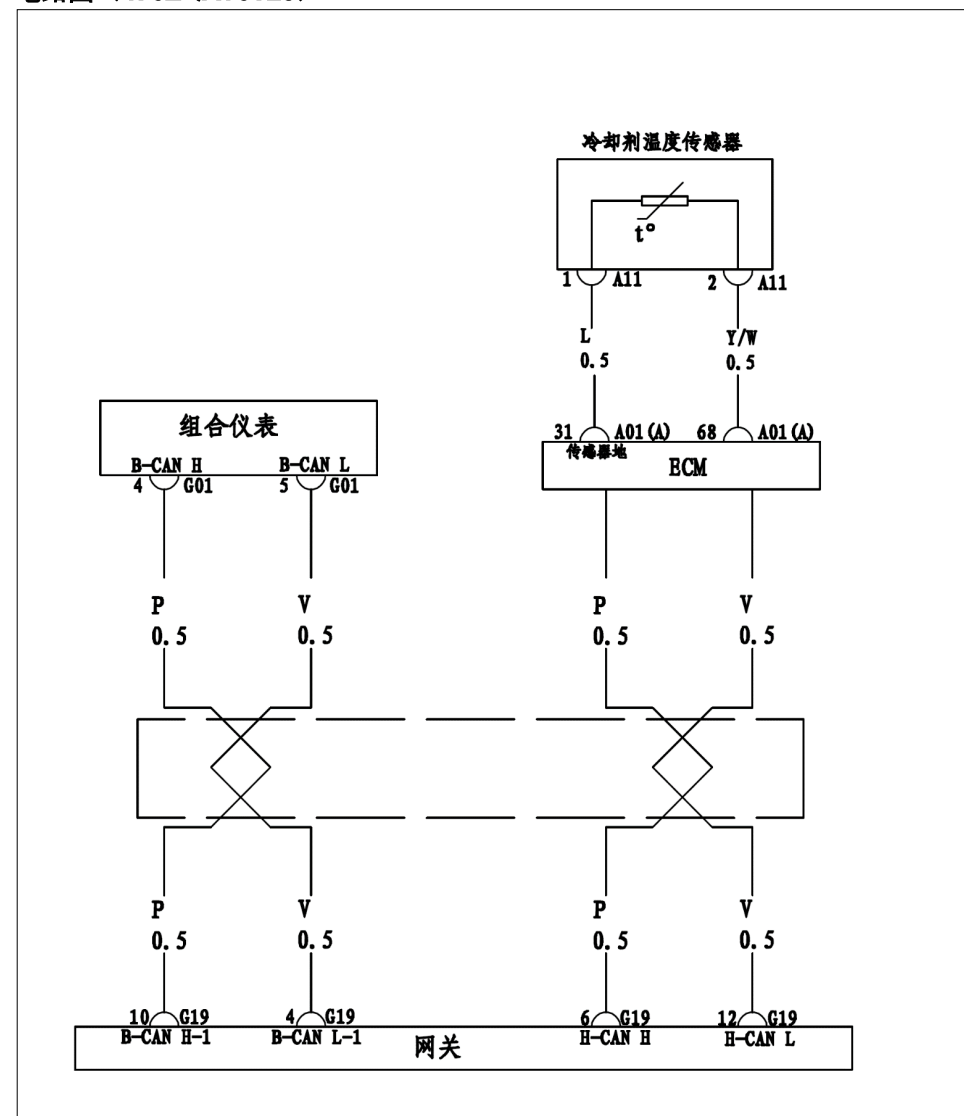 冷却剂温度传感器
t°
1 A11 2 A11
L Y/W
0.5 0.5
组合仪表
31 A01(A) 68 A01(A)
传感器地
ECM
B-CAN H B-CAN L
4 G01 5 G01
P V P V
0.5 0.5 0.5 0.5
P V P V
0.5 0.5 0.5 0.5
10 G19 4 G19 6 G19 12 G19
B-CAN H-1 B-CAN L-1 H-CAN H H-CAN L
网关